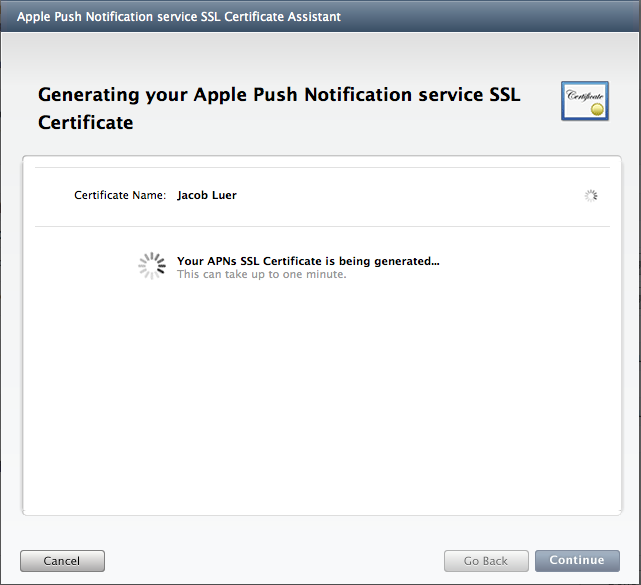 Apple Push Notification service SSL Certificate Assistant
Generating your Apple Push Notification service SSL
Certificate
Certificate
Certificate Name: Jacob Luer
Your APNs SSL Certificate is being generated...
This can take up to one minute.
Cancel
Go Back
Continue